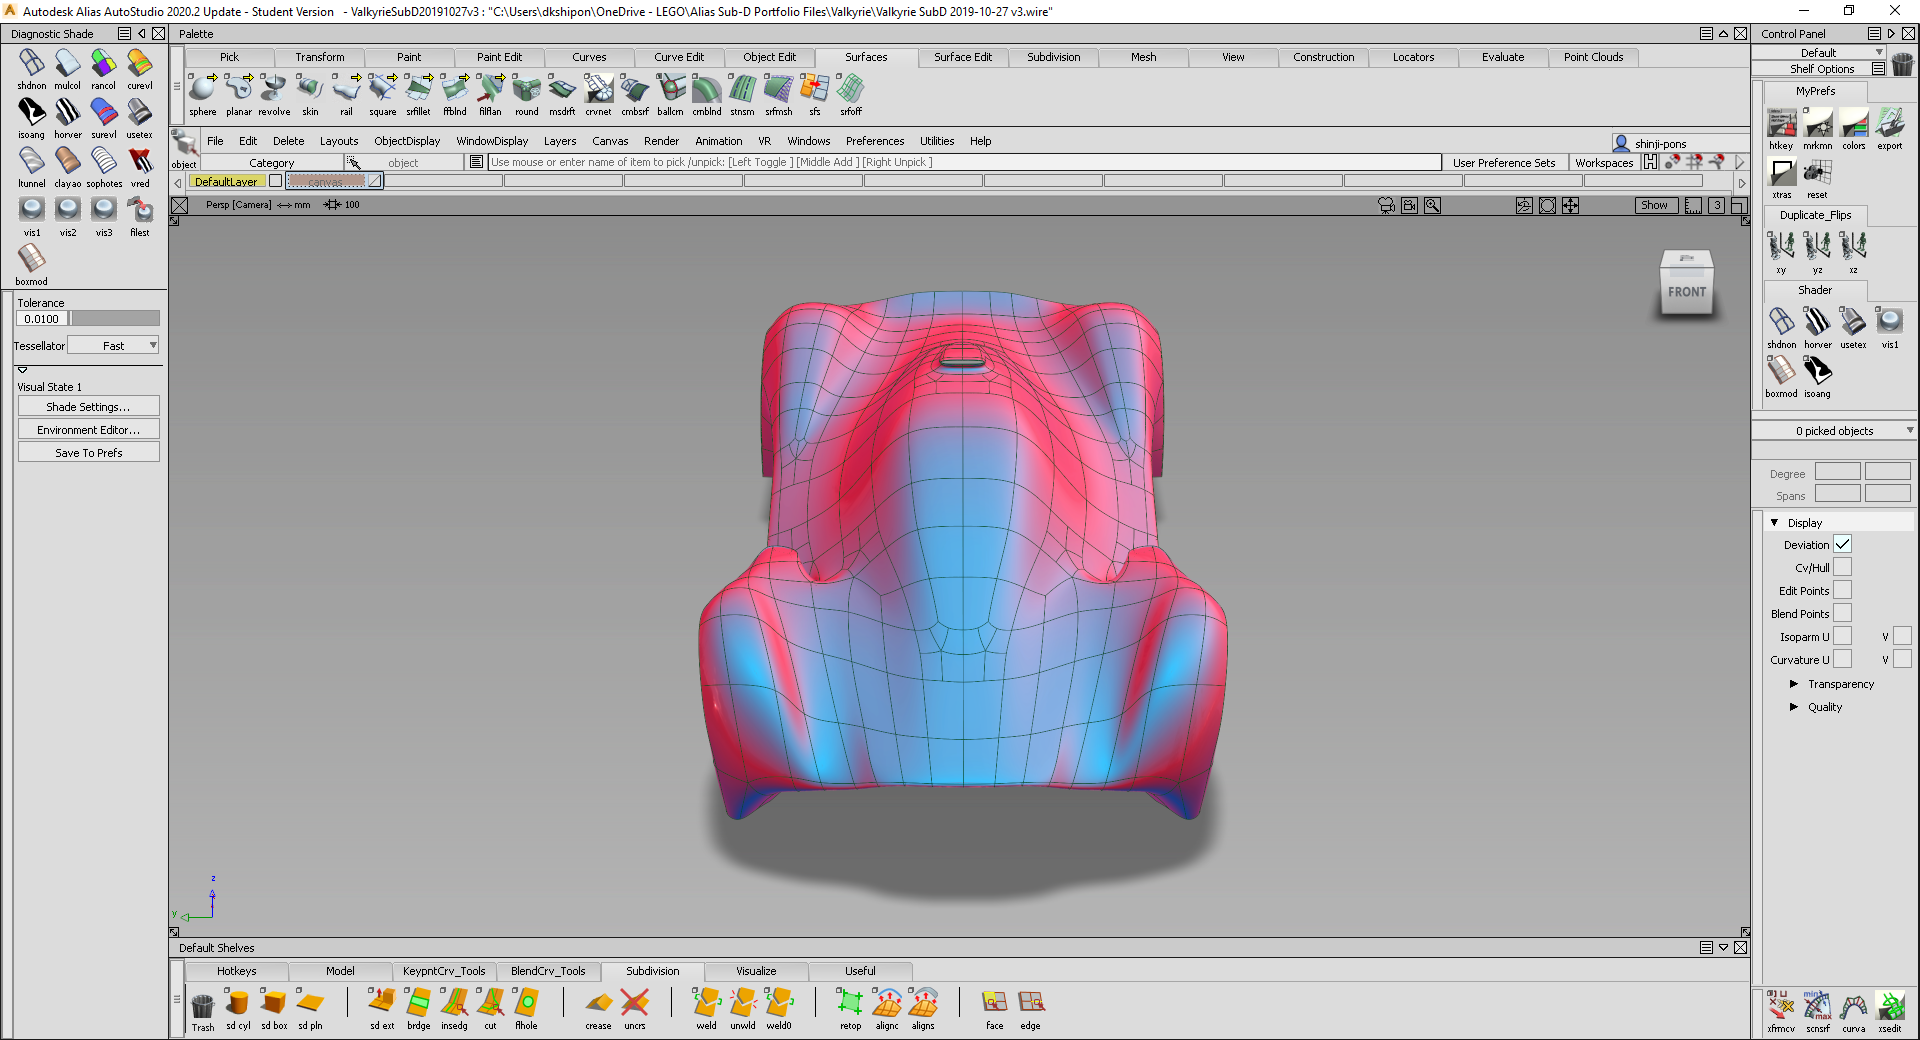 Autodesk Alias AutoStudio 2020.2 Update - Student Version - ValkyrieSubD20191027v3 : "C:\Users\dkshipon\OneDrive - LEGO\Alias Sub-D Portfolio Files\Valkyrie\Valkyrie SubD 2019-10-27 v3.wire"
Diagnostic Shade
Palette
Control Panel
Pick Transform Paint Paint Edit Curves Curve Edit Object Edit Surfaces Surface Edit Subdivision Mesh View Construction Locators Evaluate Point Clouds
Default
Shelf Options
shdnon mulcol rancol curevl
sphere planar revolve skin rail square srfillet ffblnd filflan round msdrft crvnet cmbsrf ballcrn crnblnd stnsrn srfmsh sfs srfoff
MyPrefs
isoang horver surevl usetex
File Edit Delete Layouts ObjectDisplay WindowDisplay Layers Canvas Render Animation VR Windows Preferences Utilities Help
shinji-pons
htkey mrkmn colors export
object
Category
object
Use mouse or enter name of item to pick /unpick: [Left Toggle ] [Middle Add ] [Right Unpick ]
User Preference Sets
Workspaces
ltunnel clayao sophotes vred
DefaultLayer
canvas
xtras reset
Persp [Camera] <-> mm 100
Show
3
vis1 vis2 vis3 filest
Duplicate_Flips
boxmod
xy yz xz
FRONT
Shader
Tolerance
0.0100
Tessellator Fast
shdnon horver usetex vis1
Visual State 1
Shade Settings...
Environment Editor...
Save To Prefs
boxmod isoang
0 picked objects
Degree
Spans
Display
Deviation
Cv/Hull
Edit Points
Blend Points
Isoparm U V
Curvature U V
Transparency
Quality
z
y
Default Shelves
Hotkeys Model KeypntCrv_Tools BlendCrv_Tools Subdivision Visualize Useful
Trash sd cyl sd box sd pln sd ext brdge insedg cut flhole crease uncrs weld unwld weld0 retop alignc aligns face edge
min
max
xfrmcv scnsrf curva xsedit